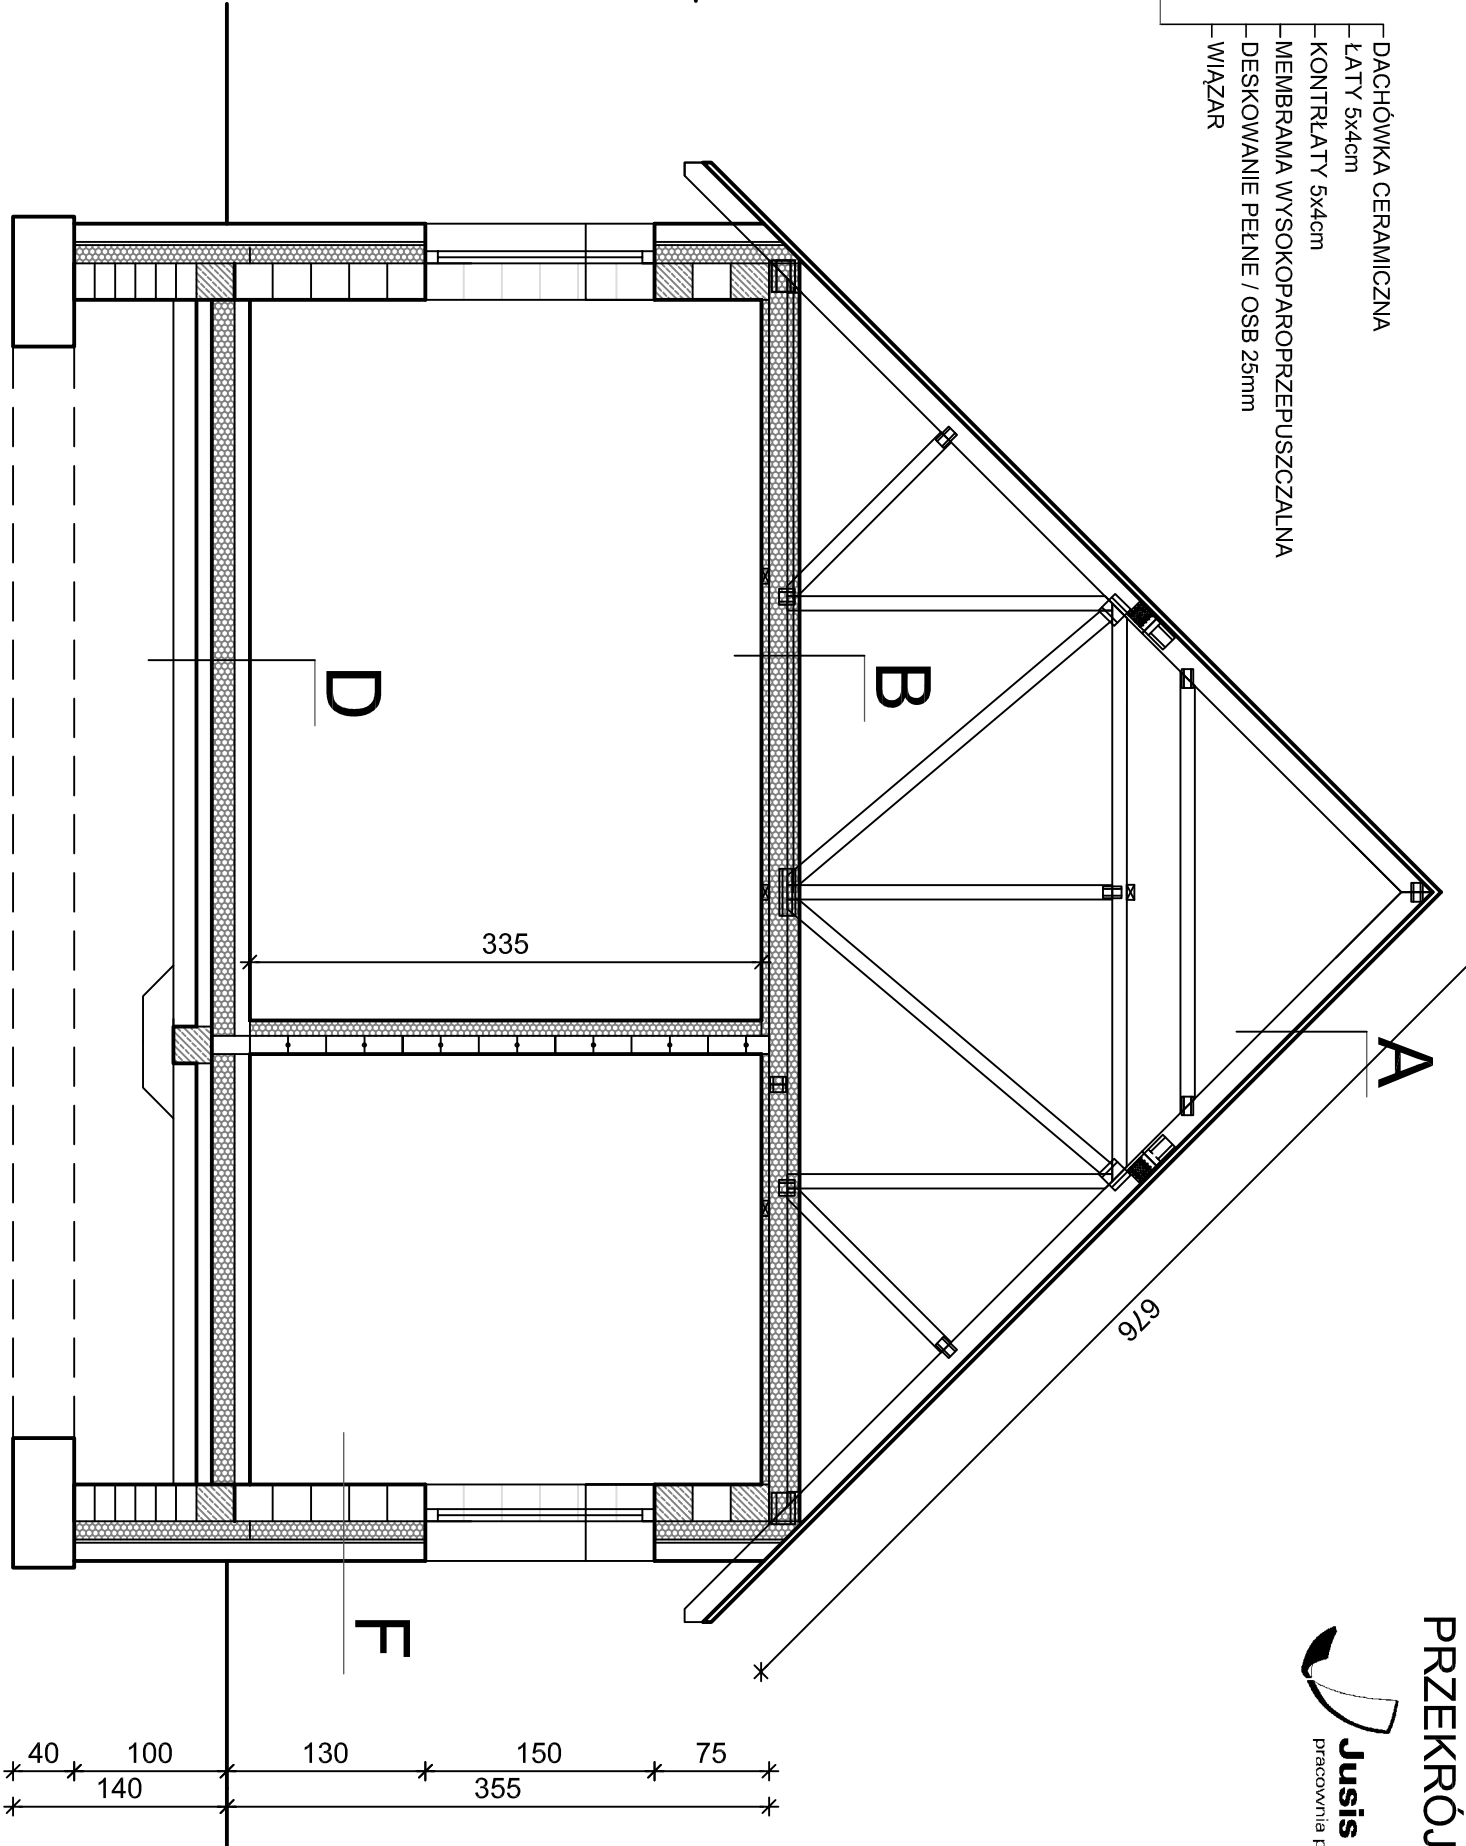 DACHÓWKA CERAMICZNA
ŁATY 5x4cm
KONTRŁATY 5x4cm
MEMBRAMA WYSOKOPAROPRZEPUSZCZALNA
DESKOWANIE PEŁNE / OSB 25mm
WIĄZAR
A
B
D
F
335
676
PRZEKRÓJ
Jusis
pracownia p
40
100
130
150
75
140
355